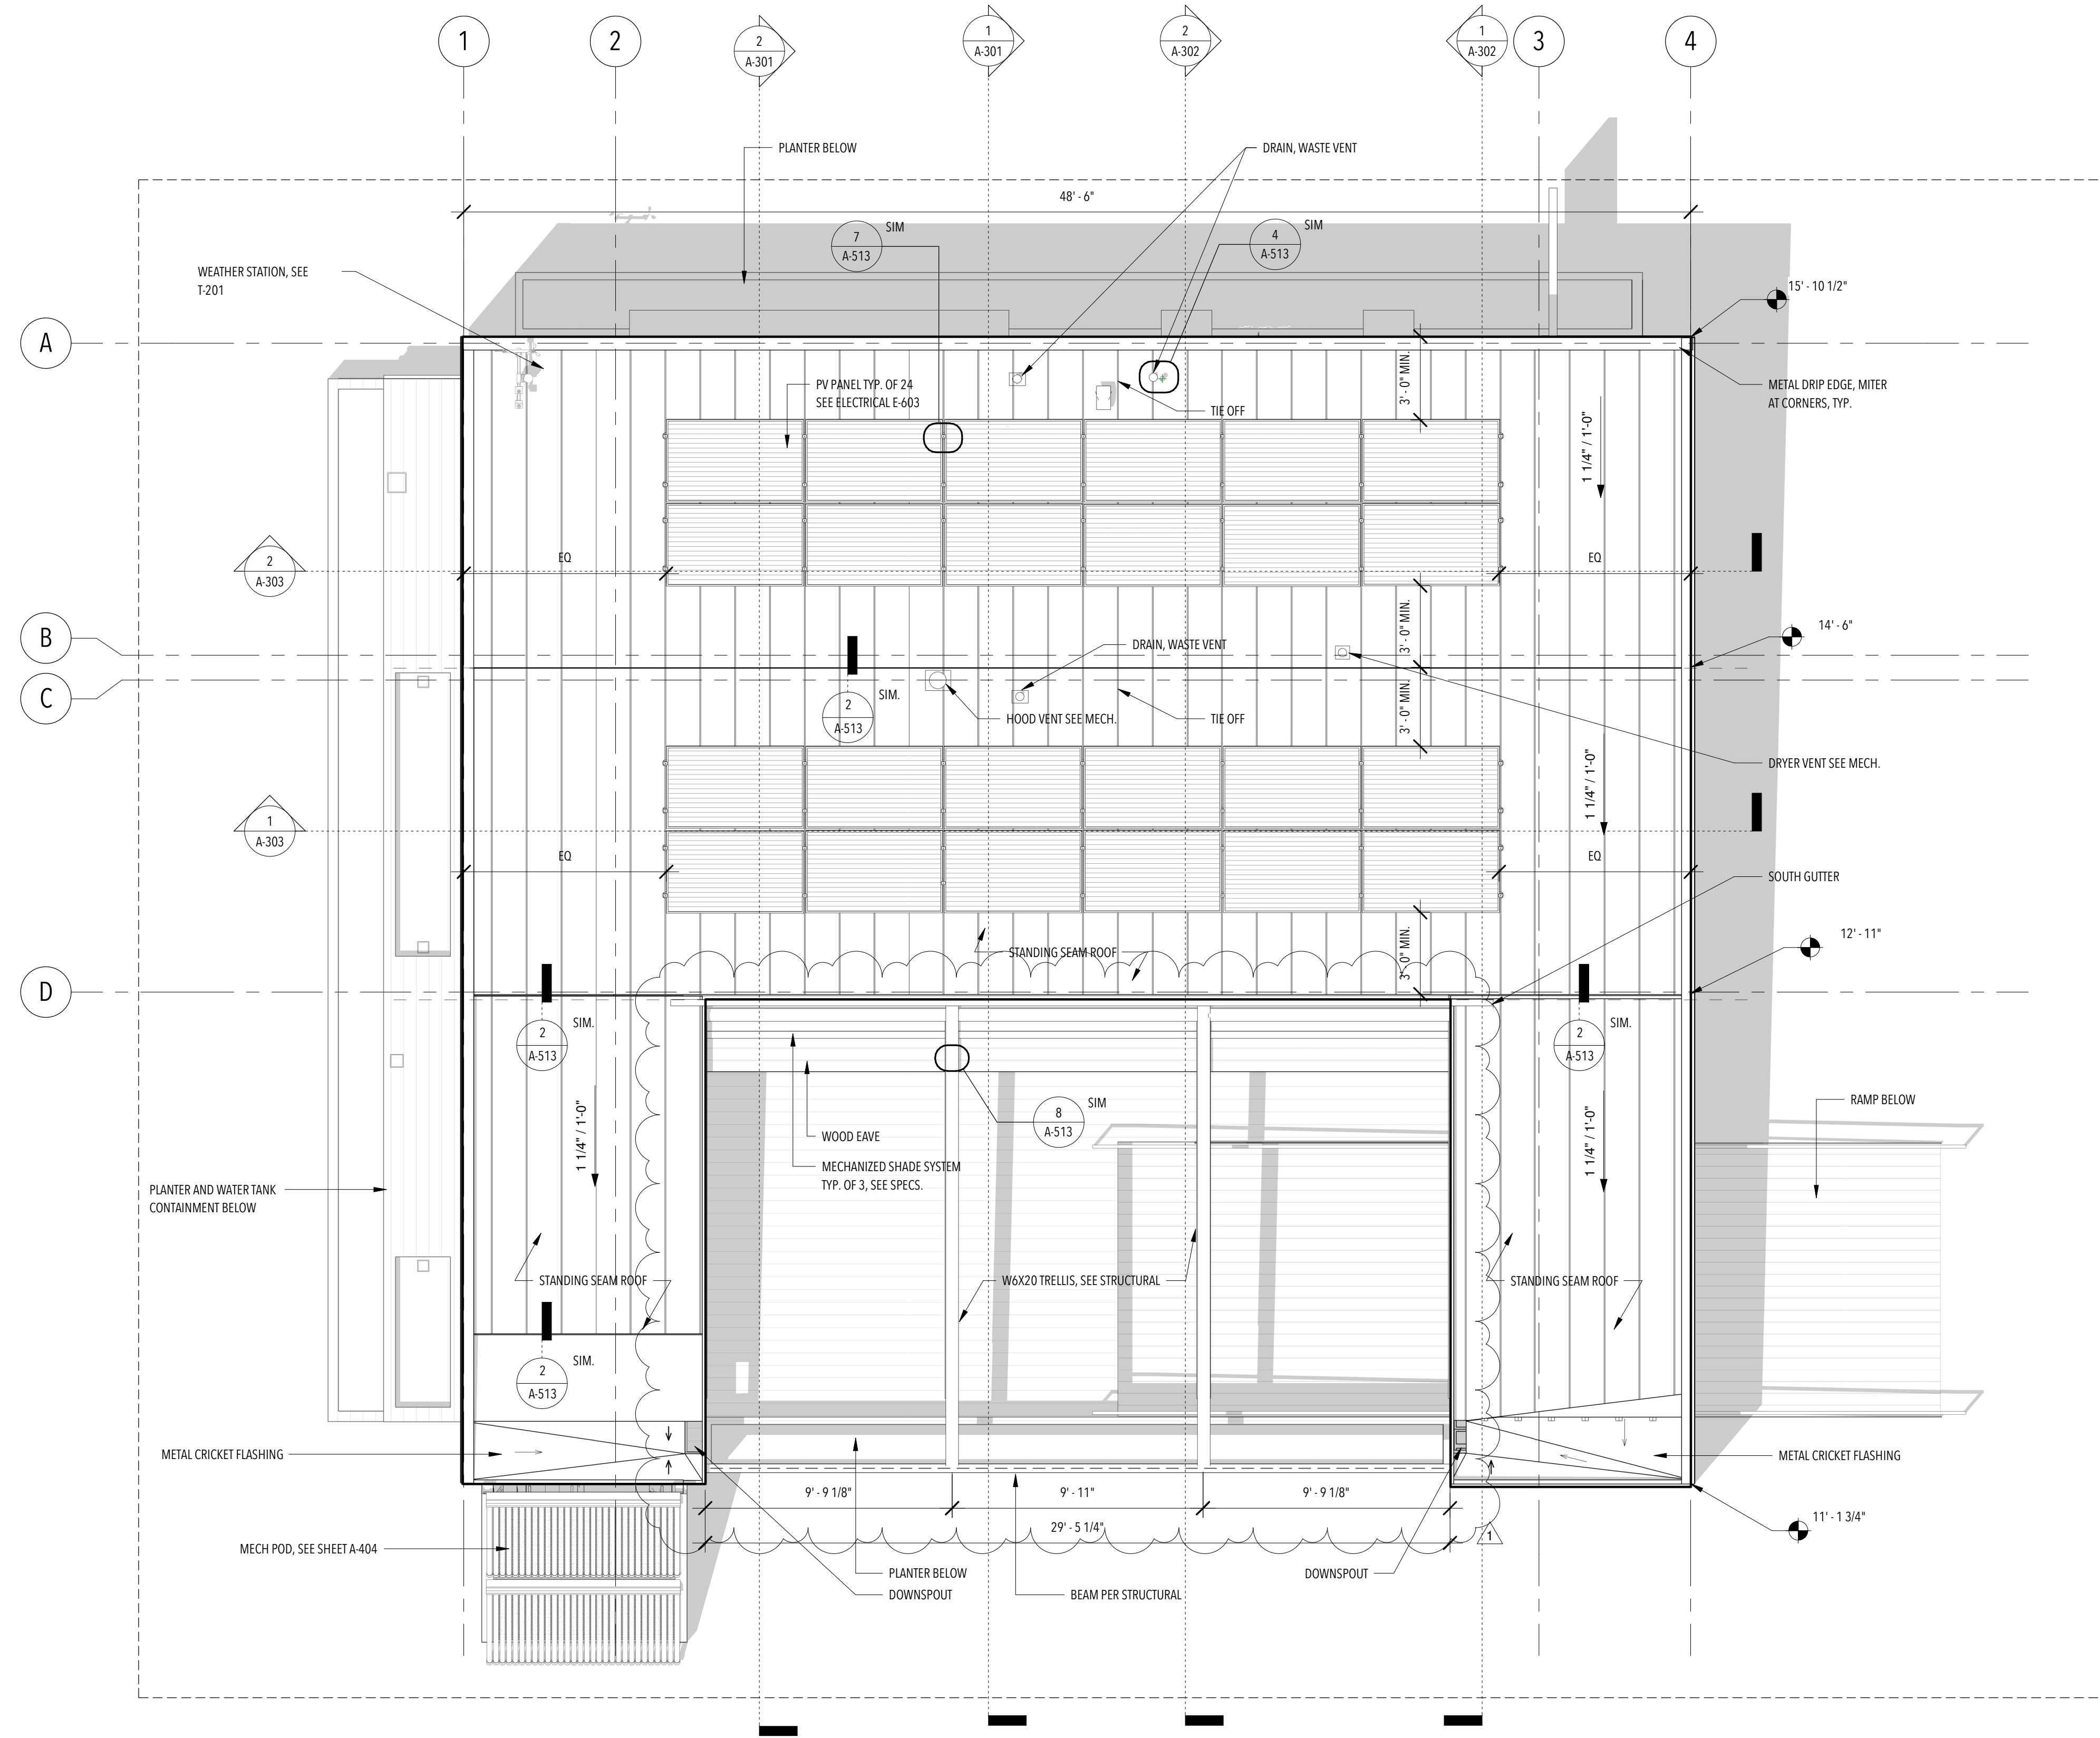 1
2
2
A-301
1
A-301
2
A-302
1
A-302
3
4
PLANTER BELOW
DRAIN, WASTE VENT
48' - 6"
7
A-513
SIM
4
A-513
SIM
WEATHER STATION, SEE
T-201
15' - 10 1/2"
A
PV PANEL TYP. OF 24
SEE ELECTRICAL E-603
TIE OFF
3' - 0" MIN.
METAL DRIP EDGE, MITER
AT CORNERS, TYP.
1 1/4" / 1'-0"
2
A-303
EQ
EQ
B
14' - 6"
3' - 0" MIN.
DRAIN, WASTE VENT
C
2
A-513
SIM.
HOOD VENT SEE MECH.
TIE OFF
3' - 0" MIN.
DRYER VENT SEE MECH.
1 1/4" / 1'-0"
1
A-303
EQ
EQ
SOUTH GUTTER
12' - 11"
STANDING SEAM ROOF
3' - 0" MIN.
D
2
A-513
SIM.
2
A-513
SIM.
8
A-513
SIM
RAMP BELOW
WOOD EAVE
1 1/4" / 1'-0"
1 1/4" / 1'-0"
MECHANIZED SHADE SYSTEM
TYP. OF 3, SEE SPECS.
PLANTER AND WATER TANK
CONTAINMENT BELOW
STANDING SEAM ROOF
W6X20 TRELLIS, SEE STRUCTURAL
STANDING SEAM ROOF
2
A-513
SIM.
METAL CRICKET FLASHING
METAL CRICKET FLASHING
9' - 9 1/8"
9' - 11"
9' - 9 1/8"
11' - 1 3/4"
29' - 5 1/4"
1
MECH POD, SEE SHEET A-404
PLANTER BELOW
DOWNSPOUT
DOWNSPOUT
BEAM PER STRUCTURAL